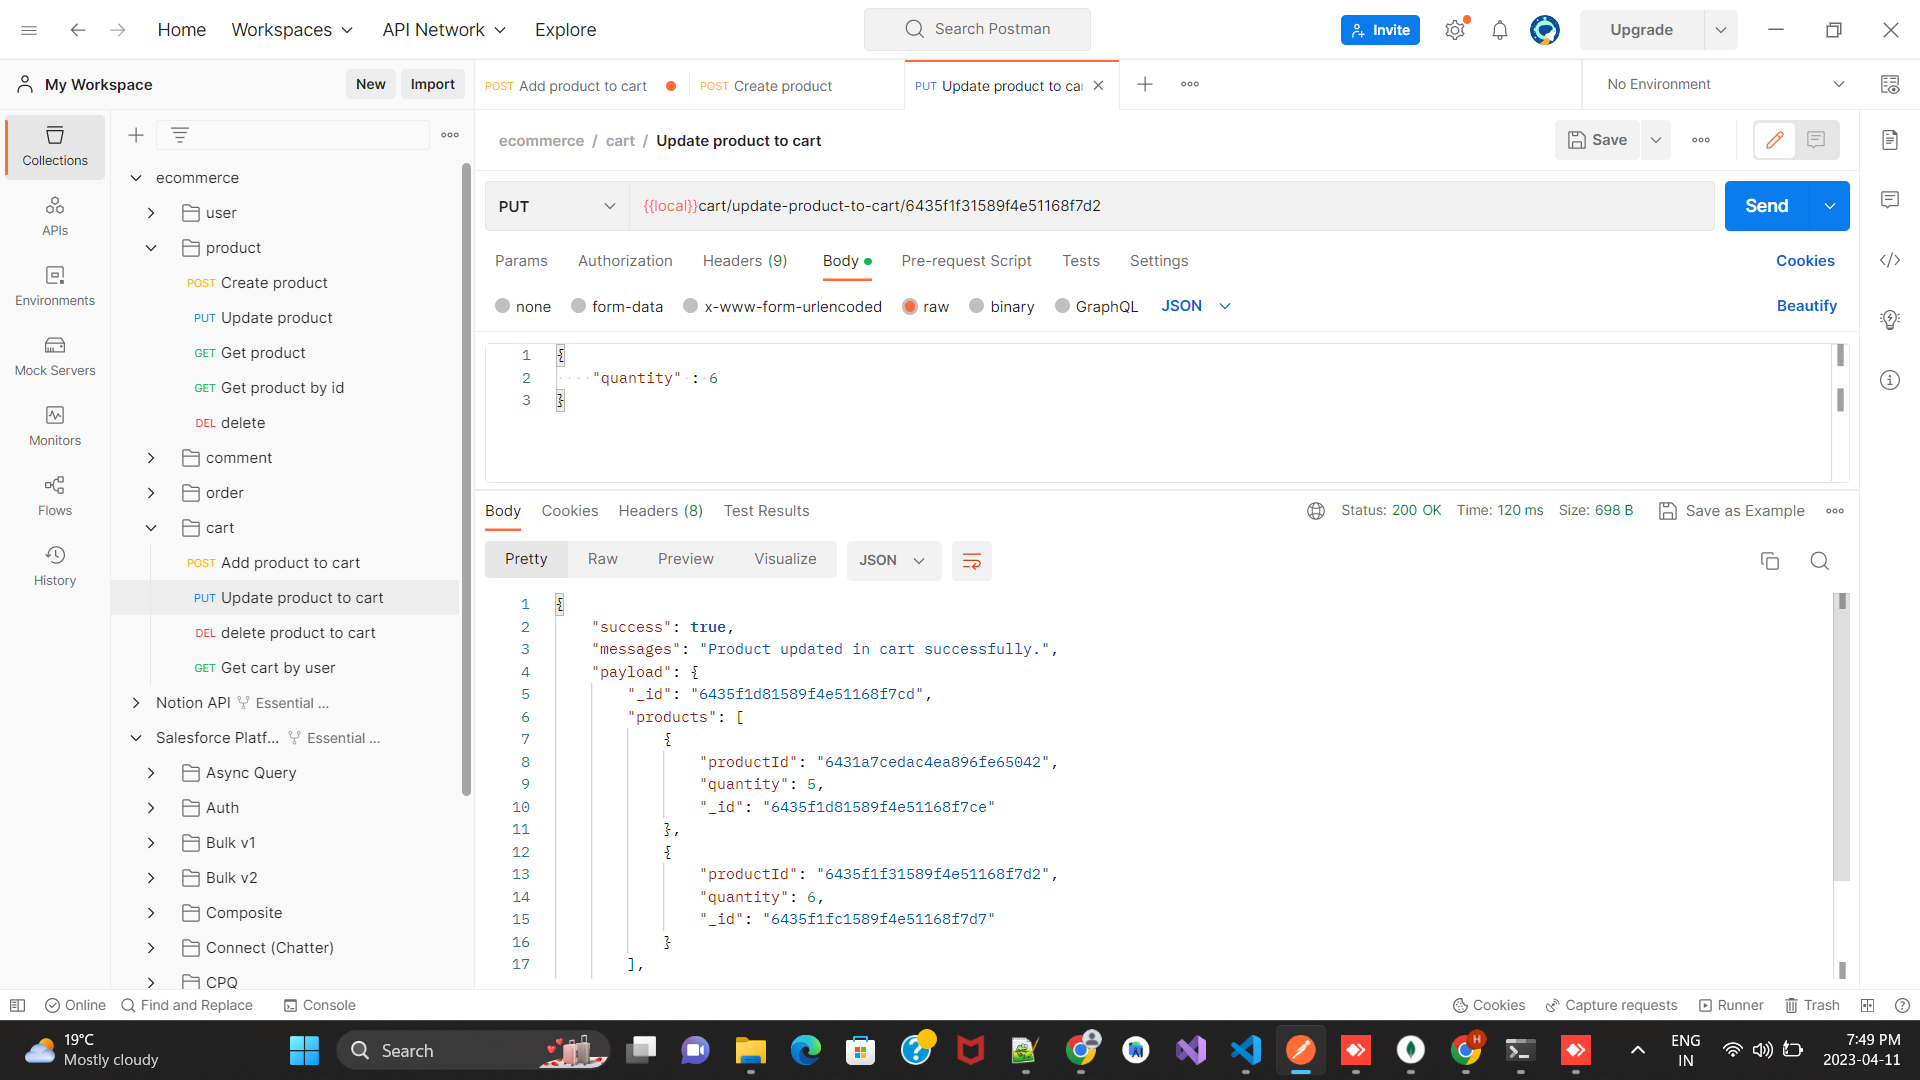 Home Workspaces API Network Explore Search Postman Invite Upgrade
My Workspace New Import
POST Add product to cart POST Create product PUT Update product to ca No Environment
Collections
APIs
Environments
Mock Servers
Monitors
Flows
History
ecommerce
user
product
POST Create product
PUT Update product
GET Get product
GET Get product by id
DEL delete
comment
order
cart
POST Add product to cart
PUT Update product to cart
DEL delete product to cart
GET Get cart by user
Notion API Essential ...
Salesforce Platf... Essential ...
Async Query
Auth
Bulk v1
Bulk v2
Composite
Connect (Chatter)
CPQ
ecommerce / cart / Update product to cart Save
PUT {{local}}cart/update-product-to-cart/6435f1f31589f4e51168f7d2 Send
Params Authorization Headers (9) Body Pre-request Script Tests Settings Cookies
none form-data x-www-form-urlencoded raw binary GraphQL JSON Beautify
1 {
2 "quantity" : 6
3 }
Body Cookies Headers (8) Test Results Status: 200 OK Time: 120 ms Size: 698 B Save as Example
Pretty Raw Preview Visualize JSON
1 {
2 "success": true,
3 "messages": "Product updated in cart successfully.",
4 "payload": {
5 "_id": "6435f1d81589f4e51168f7cd",
6 "products": [
7 {
8 "productId": "6431a7cedac4ea896fe65042",
9 "quantity": 5,
10 "_id": "6435f1d81589f4e51168f7ce"
11 },
12 {
13 "productId": "6435f1f31589f4e51168f7d2",
14 "quantity": 6,
15 "_id": "6435f1fc1589f4e51168f7d7"
16 }
17 ],
Online Find and Replace Console Cookies Capture requests Runner Trash
19°C
Mostly cloudy
Search
H
ENG
IN
7:49 PM
2023-04-11